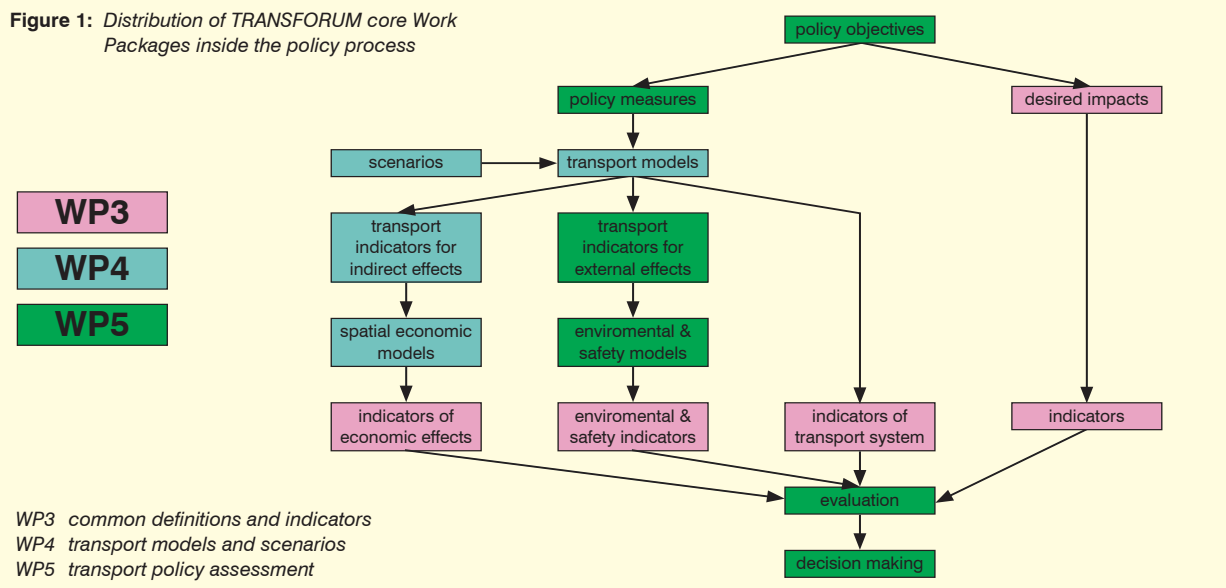 Figure 1: Distribution of TRANSFORUM core Work
Packages inside the policy process
policy objectives
policy measures
desired impacts
scenarios
transport models
WP3
WP4
WP5
transport
indicators for
indirect effects
transport
indicators for
external effects
spatial economic
models
enviromental &
safety models
indicators of
economic effects
enviromental &
safety indicators
indicators of
transport system
indicators
evaluation
decision making
WP3 common definitions and indicators
WP4 transport models and scenarios
WP5 transport policy assessment